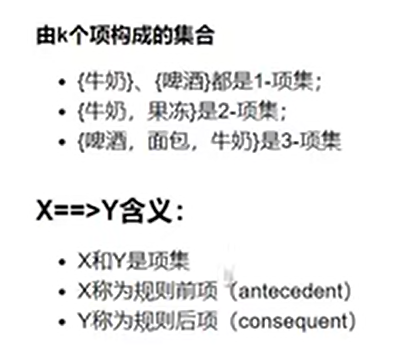 由k个项构成的集合
• {牛奶}、{啤酒}都是1-项集；
• {牛奶，果冻}是2-项集；
• {啤酒，面包，牛奶}是3-项集
X==>Y含义：
• X和Y是项集
• X称为规则前项（antecedent）
• Y称为规则后项（consequent）